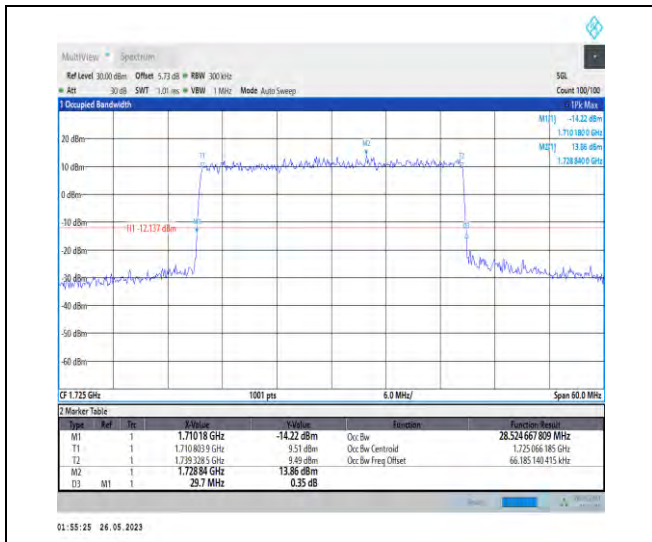 MultiView Spectrum
Ref Level 30.00 dBm Offset 5.73 dB RBW 300 kHz SGL
Att 30 dB SWT 1.01 ms VBW 1 MHz Mode Auto Sweep Count 100/100
1 Occupied Bandwidth 1Pk Max
M1[1] -14.22 dBm
1.710 180 0 GHz
M2[1] 13.86 dBm
1.728 840 0 GHz
M2
20 dBm
T1 T2
10 dBm
0 dBm
-10 dBm
M1 D3
H1 -12.137 dBm
-20 dBm
-30 dBm
-40 dBm
-50 dBm
-60 dBm
CF 1.725 GHz 1001 pts 6.0 MHz/ Span 60.0 MHz
2 Marker Table
Type Ref Trc X-Value Y-Value Function Function Result
M1 1 1.710 18 GHz -14.22 dBm Occ Bw 28.524 667 809 MHz
T1 1 1.710 803 9 GHz 9.51 dBm Occ Bw Centroid 1.725 066 185 GHz
T2 1 1.739 328 5 GHz 9.49 dBm Occ Bw Freq Offset 66.185 140 415 kHz
M2 1 1.728 84 GHz 13.86 dBm
D3 M1 1 29.7 MHz 0.35 dB
01:55:25 26.05.2023